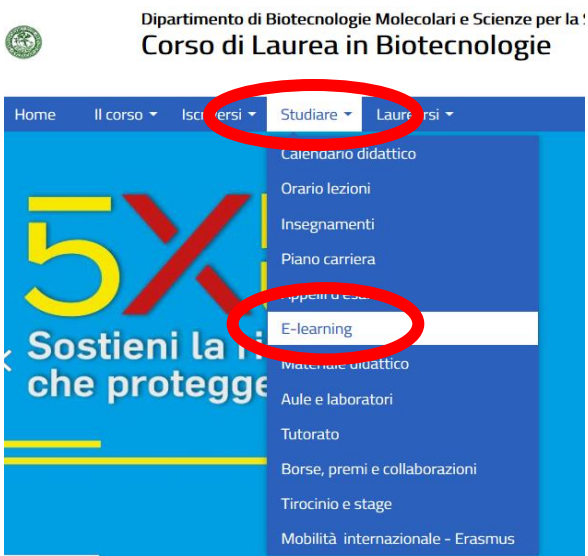 Dipartimento di Biotecnologie Molecolari e Scienze per la
Corso di Laurea in Biotecnologie
Home Il corso Iscriversi Studiare Laurearsi
Calendario didattico
Orario lezioni
Insegnamenti
Piano carriera
Appelli d'esame
E-learning
Materiale didattico
Aule e laboratori
Tutorato
Borse, premi e collaborazioni
Tirocinio e stage
Mobilità internazionale - Erasmus
5X
Sostieni la
che protegge